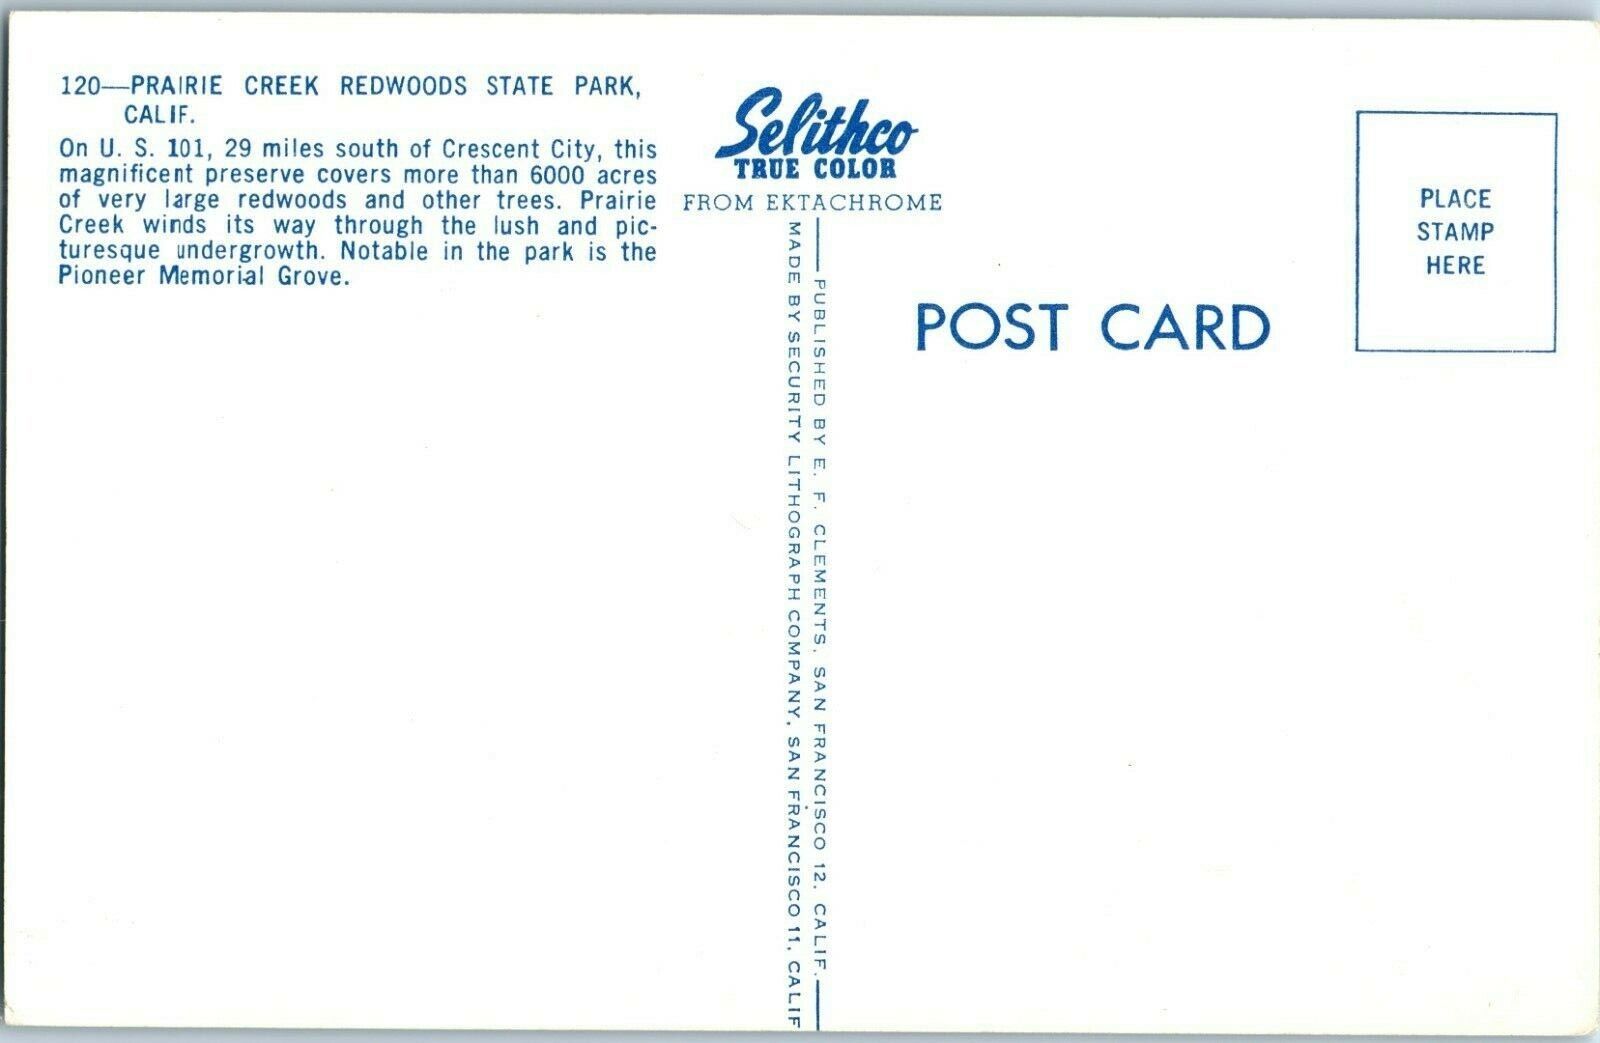 120—PRAIRIE CREEK REDWOODS STATE PARK,
CALIF.
On U. S. 101, 29 miles south of Crescent City, this
magnificent preserve covers more than 6000 acres
of very large redwoods and other trees. Prairie
Creek winds its way through the lush and pic-
turesque undergrowth. Notable in the park is the
Pioneer Memorial Grove.
Selithco
TRUE COLOR
FROM EKTACHROME
PUBLISHED BY E. F. CLEMENTS, SAN FRANCISCO 12, CALIF.
MADE BY SECURITY LITHOGRAPH COMPANY, SAN FRANCISCO 11, CALIF
POST CARD
PLACE
STAMP
HERE